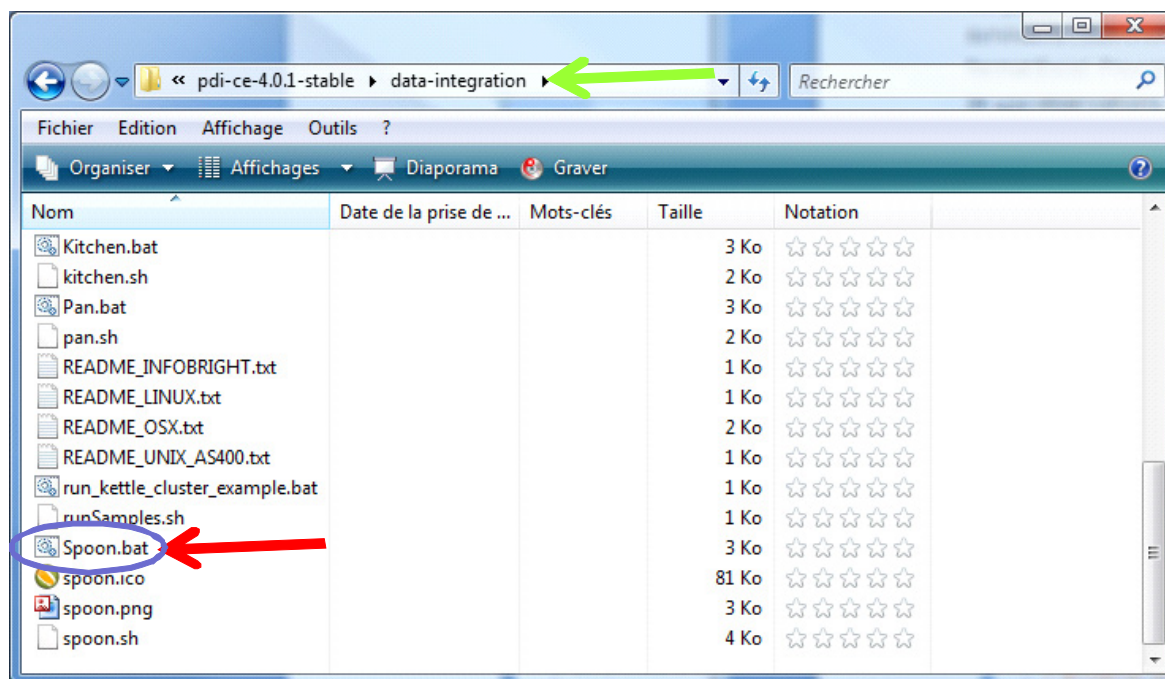 « pdi-ce-4.0.1-stable data-integration Rechercher
Fichier Edition Affichage Outils ?
Organiser Affichages Diaporama Graver ?
Nom Date de la prise de ... Mots-clés Taille Notation
Kitchen.bat 3 Ko
kitchen.sh 2 Ko
Pan.bat 3 Ko
pan.sh 2 Ko
README_INFOBRIGHT.txt 1 Ko
README_LINUX.txt 1 Ko
README_OSX.txt 2 Ko
README_UNIX_AS400.txt 1 Ko
run_kettle_cluster_example.bat 1 Ko
runSamples.sh 1 Ko
Spoon.bat 3 Ko
spoon.ico 81 Ko
spoon.png 3 Ko
spoon.sh 4 Ko